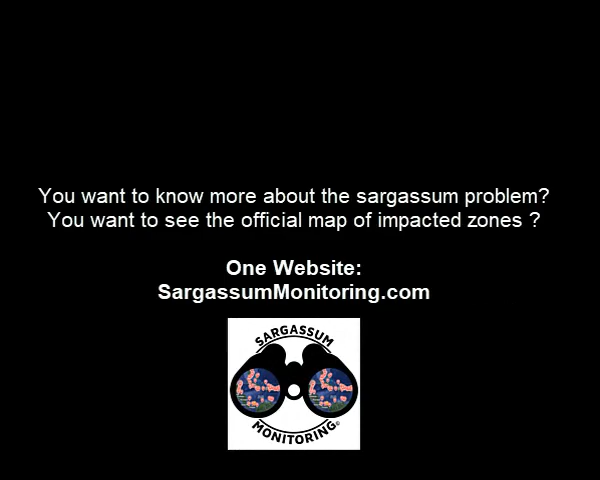 You want to know more about the sargassum problem?
You want to see the official map of impacted zones ?
One Website:
SargassumMonitoring.com
SARGASSUM
MONITORING©